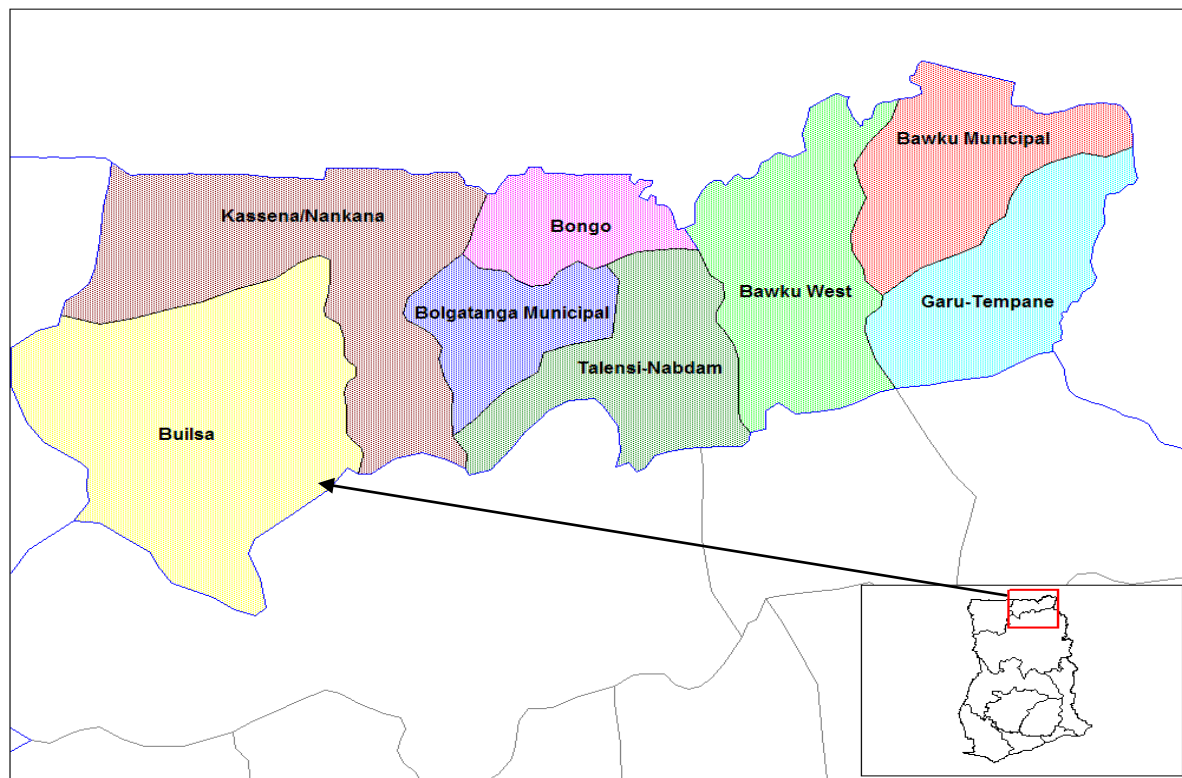 Bawku Municipal
Kassena/Nankana
Bongo
Bawku West
Garu-Tempane
Bolgatanga Municipal
Talensi-Nabdam
Builsa